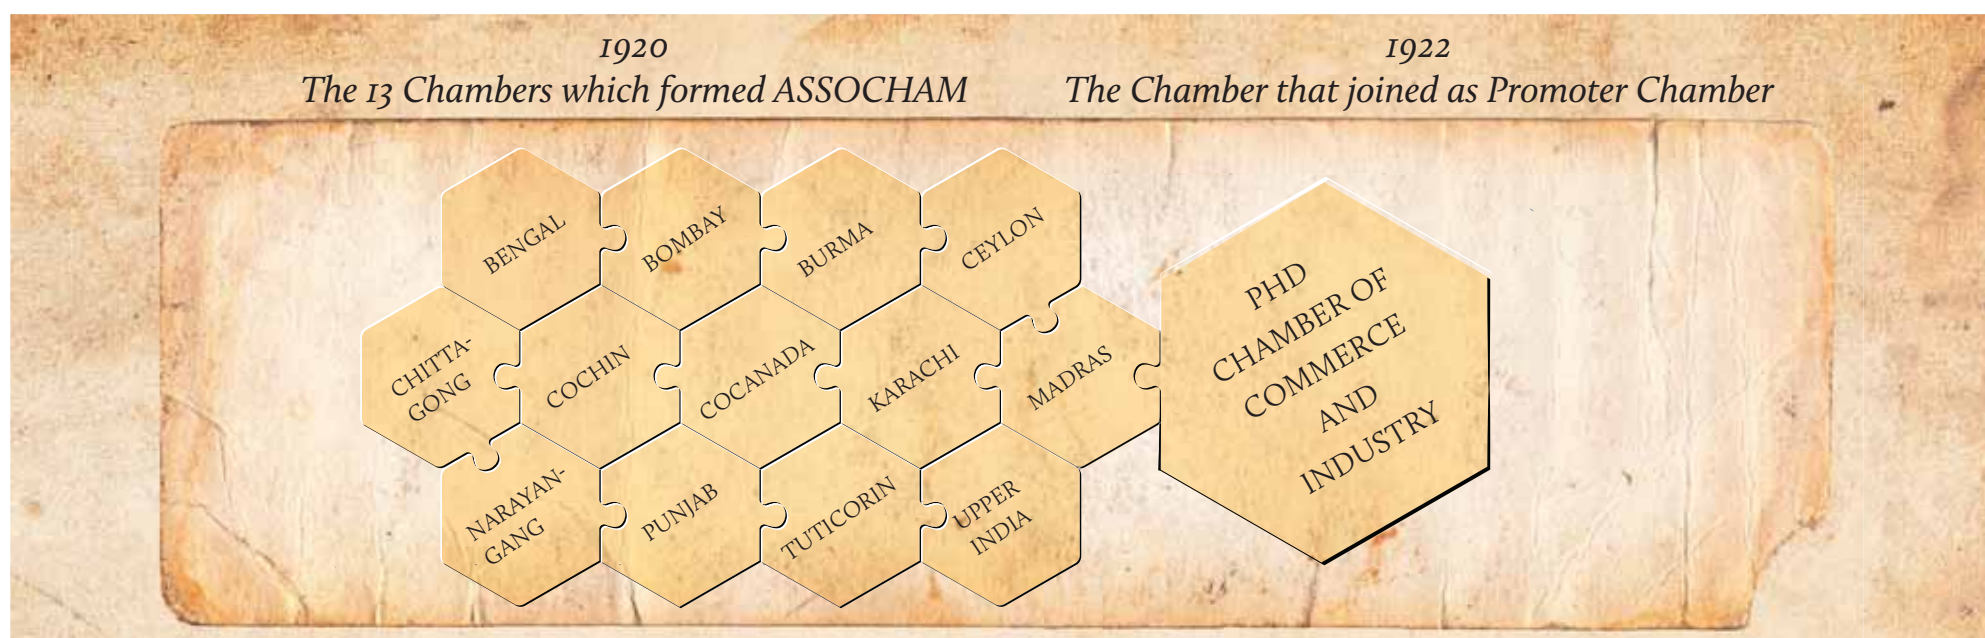 1920
The 13 Chambers which formed ASSOCHAM
1922
The Chamber that joined as Promoter Chamber
BENGAL
BOMBAY
BURMA
CEYLON
CHITTA-
GONG
COCHIN
COCANADA
KARACHI
MADRAS
NARAYAN-
GANG
PUNJAB
TUTICORIN
UPPER
INDIA
PHD
CHAMBER OF
COMMERCE
AND
INDUSTRY